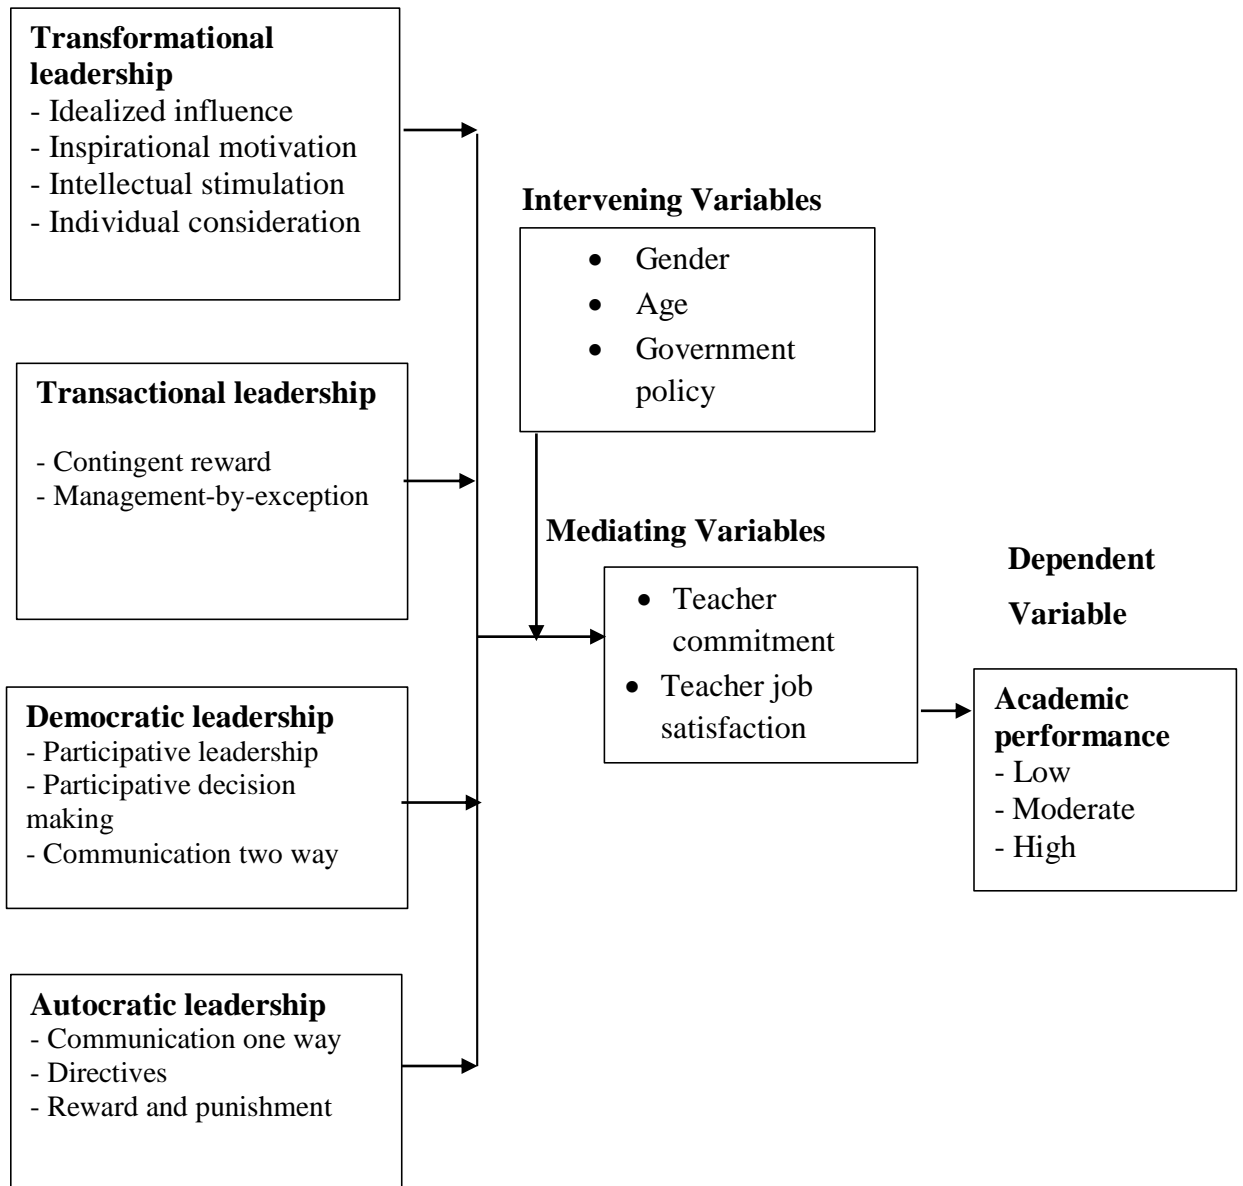 Transformational
leadership
- Idealized influence
- Inspirational motivation
- Intellectual stimulation
- Individual consideration
Transactional leadership
- Contingent reward
- Management-by-exception
Democratic leadership
- Participative leadership
- Participative decision
making
- Communication two way
Autocratic leadership
- Communication one way
- Directives
- Reward and punishment
Intervening Variables
• Gender
• Age
• Government
policy
Mediating Variables
• Teacher
commitment
• Teacher job
satisfaction
Dependent
Variable
Academic
performance
- Low
- Moderate
- High